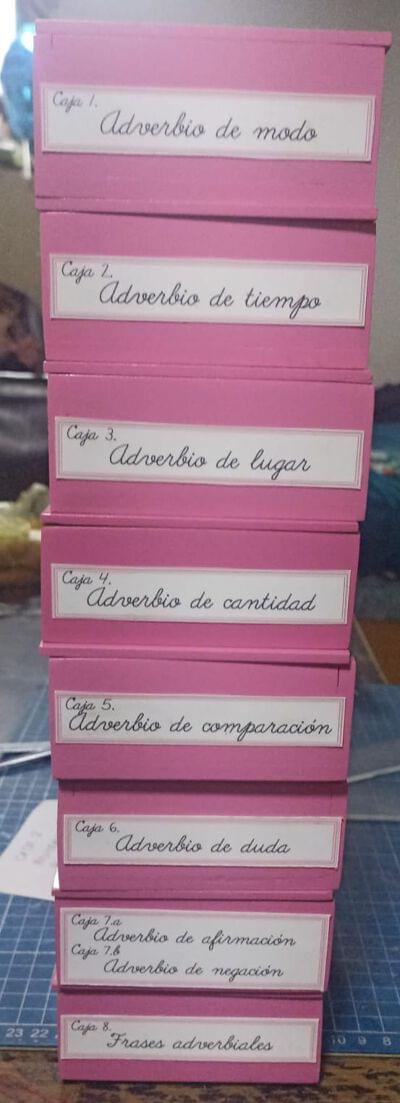 Caja 1.
Adverbio de modo
Caja 2.
Adverbio de tiempo
Caja 3.
Adverbio de lugar
Caja 4.
Adverbio de cantidad
Caja 5.
Adverbio de comparación
Caja 6.
Adverbio de duda
Caja 7.a
Adverbio de afirmación
Caja 7.b
Adverbio de negación
Caja 8.
Frases adverbiales
23 22
10 9 8